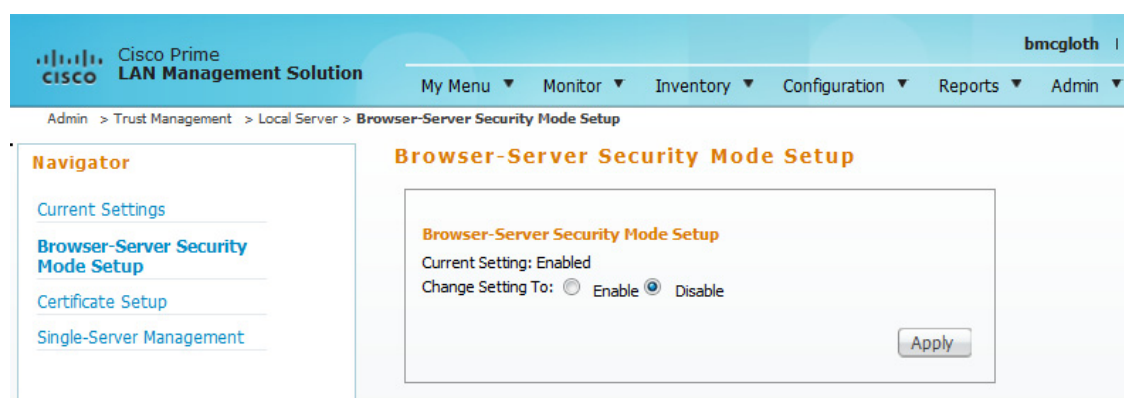 bmcgloth |
Cisco Prime
CISCO LAN Management Solution
My Menu ▼ Monitor ▼ Inventory ▼ Configuration ▼ Reports ▼ Admin ▼
Admin > Trust Management > Local Server > Browser-Server Security Mode Setup
Navigator
Current Settings
Browser-Server Security
Mode Setup
Certificate Setup
Single-Server Management
Browser-Server Security Mode Setup
Browser-Server Security Mode Setup
Current Setting: Enabled
Change Setting To: Enable Disable
Apply